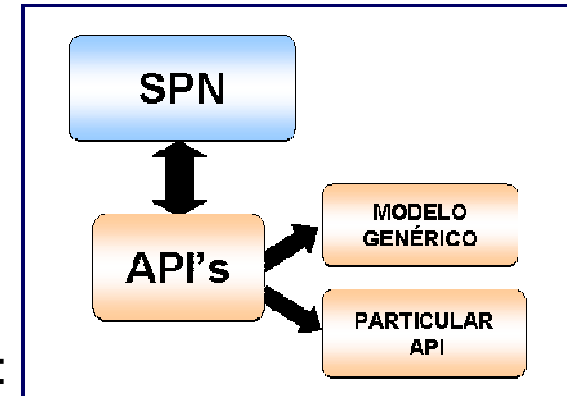 SPN
API's
MODELO
GENÉRICO
PARTICULAR
API
: